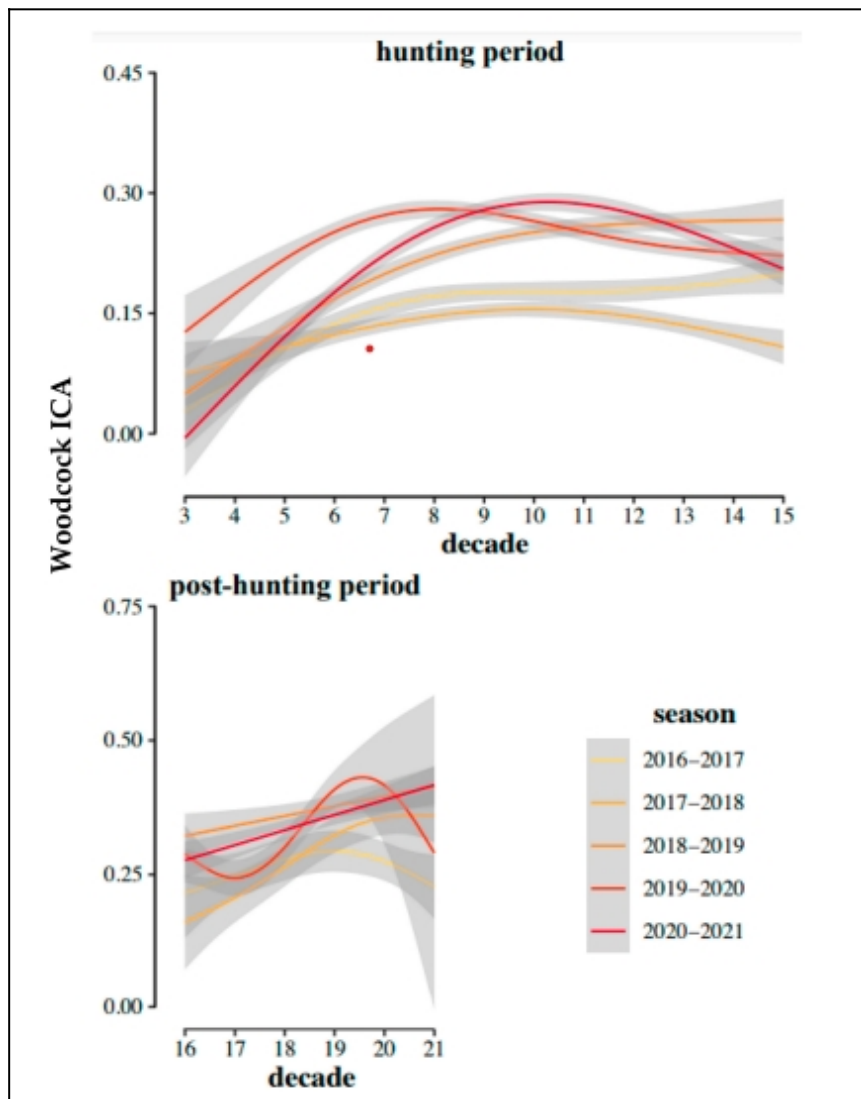 hunting period
0.45
0.30
0.15
0.00
3 4 5 6 7 8 9 10 11 12 13 14 15
decade
Woodcock ICA
post-hunting period
0.75
0.50
0.25
0.00
16 17 18 19 20 21
decade
season
2016–2017
2017–2018
2018–2019
2019–2020
2020–2021